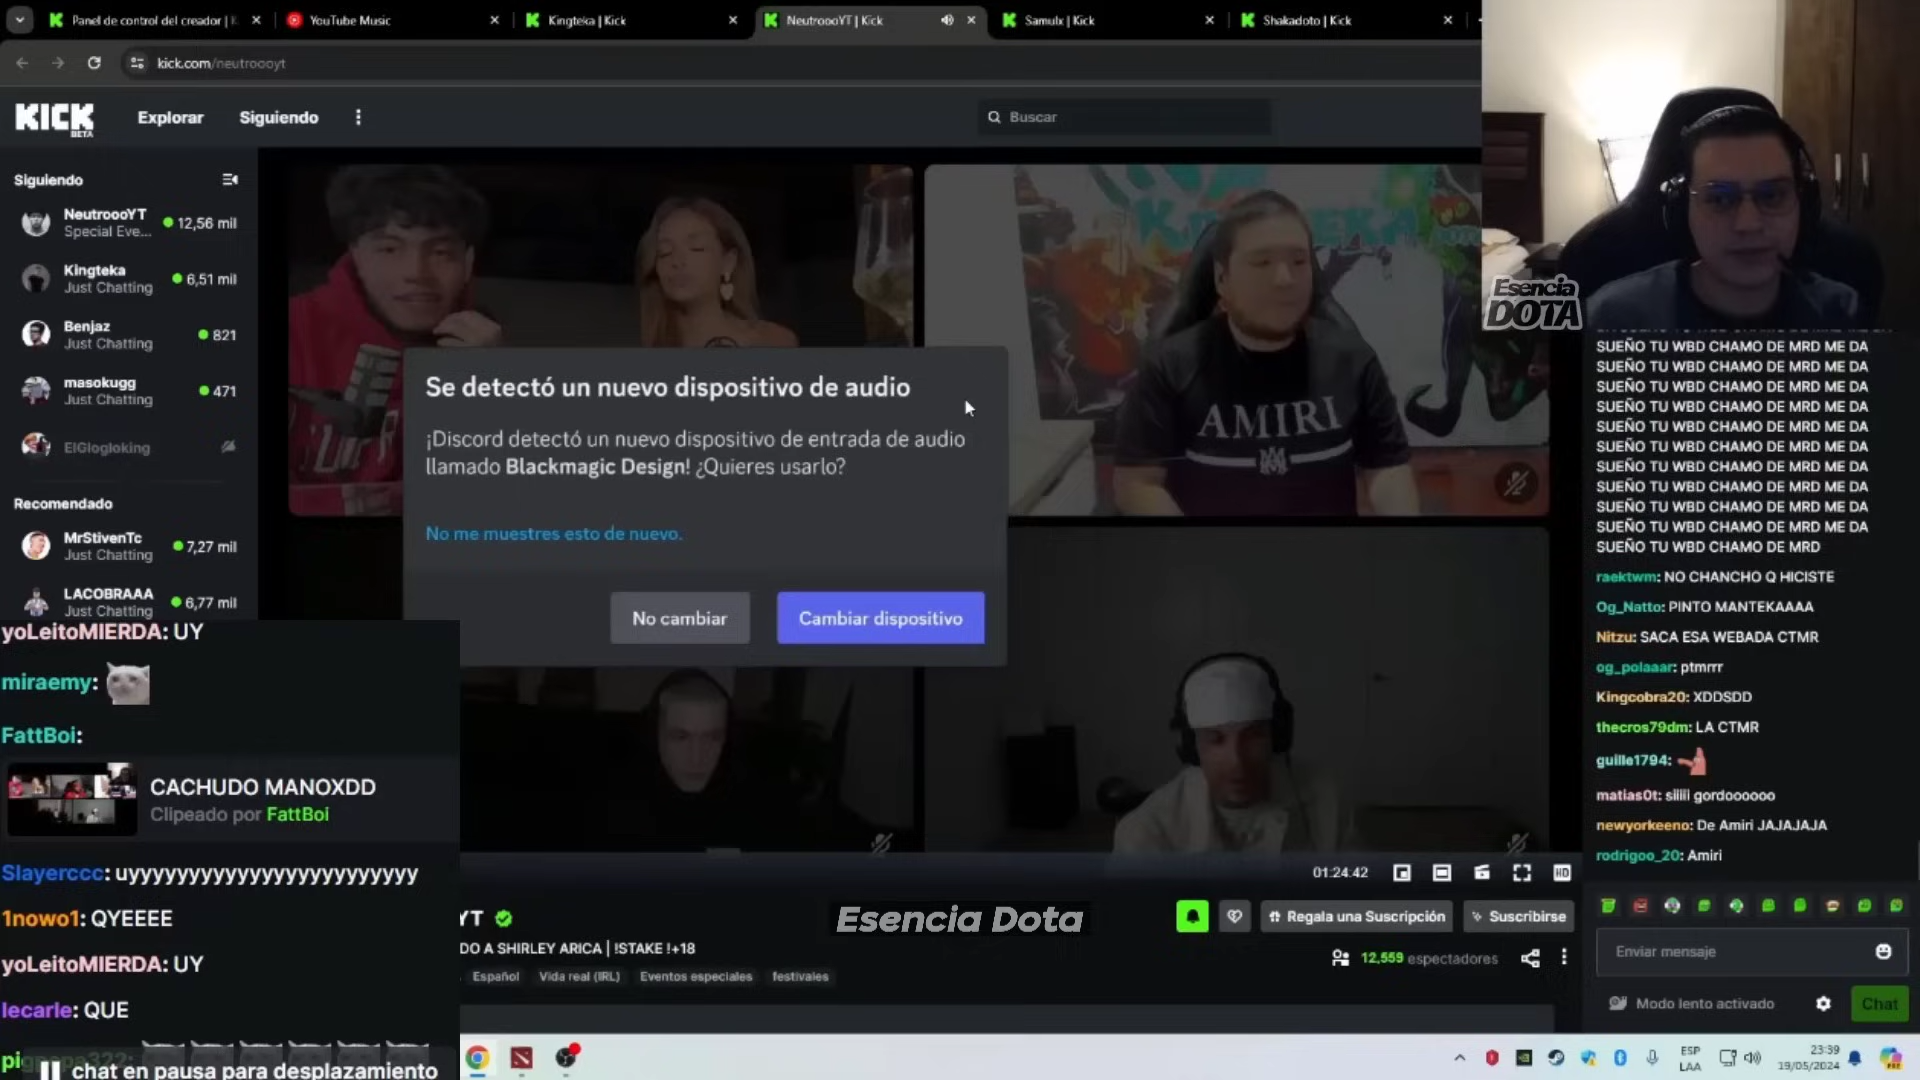 Panel de control del creador | K
YouTube Music
Kingteka | Kick
NeutroooYT | Kick
Samulx | Kick
Shakadoto | Kick
kick.com/neutroooyt
KICK
BETA
Explorar
Siguiendo
Buscar
Siguiendo
NeutroooYT
Special Eve...
12,56 mil
Kingteka
Just Chatting
6,51 mil
Benjaz
Just Chatting
821
masokugg
Just Chatting
471
ElGlogloking
Recomendado
MrStivenTc
Just Chatting
7,27 mil
LACOBRAAA
Just Chatting
6,77 mil
AMIRI
Se detectó un nuevo dispositivo de audio
¡Discord detectó un nuevo dispositivo de entrada de audio
llamado Blackmagic Design! ¿Quieres usarlo?
No me muestres esto de nuevo.
No cambiar
Cambiar dispositivo
yoLeitoMIERDA: UY
miraemy:
FattBoi:
CACHUDO MANOXDD
Clipeado por FattBoi
Slayerccc: uyyyyyyyyyyyyyyyyyyyyyyyy
1nowo1: QYEEEE
yoLeitoMIERDA: UY
lecarle: QUE
chat en pausa para desplazamiento
01:24.42
HD
YT
Esencia Dota
Regala una Suscripción
Suscribirse
DO A SHIRLEY ARICA | !STAKE !+18
12,559 espectadores
Español
Vida real (IRL)
Eventos especiales
festivales
Esencia
DOTA
SUEÑO TU WBD CHAMO DE MRD ME DA
SUEÑO TU WBD CHAMO DE MRD ME DA
SUEÑO TU WBD CHAMO DE MRD ME DA
SUEÑO TU WBD CHAMO DE MRD ME DA
SUEÑO TU WBD CHAMO DE MRD ME DA
SUEÑO TU WBD CHAMO DE MRD ME DA
SUEÑO TU WBD CHAMO DE MRD ME DA
SUEÑO TU WBD CHAMO DE MRD ME DA
SUEÑO TU WBD CHAMO DE MRD ME DA
SUEÑO TU WBD CHAMO DE MRD ME DA
SUEÑO TU WBD CHAMO DE MRD
raektwm: NO CHANCHO Q HICISTE
Og_Natto: PINTO MANTEKAAAA
Nitzu: SACA ESA WEBADA CTMR
og_polaaar: ptmrrr
Kingcobra20: XDDSDD
thecros79dm: LA CTMR
guille1794:
matias0t: siiiii gordoooooo
newyorkeeno: De Amiri JAJAJAJA
rodrigoo_20: Amiri
Enviar mensaje
Modo lento activado
Chat
ESP
LAA
23:39
19/05/2024